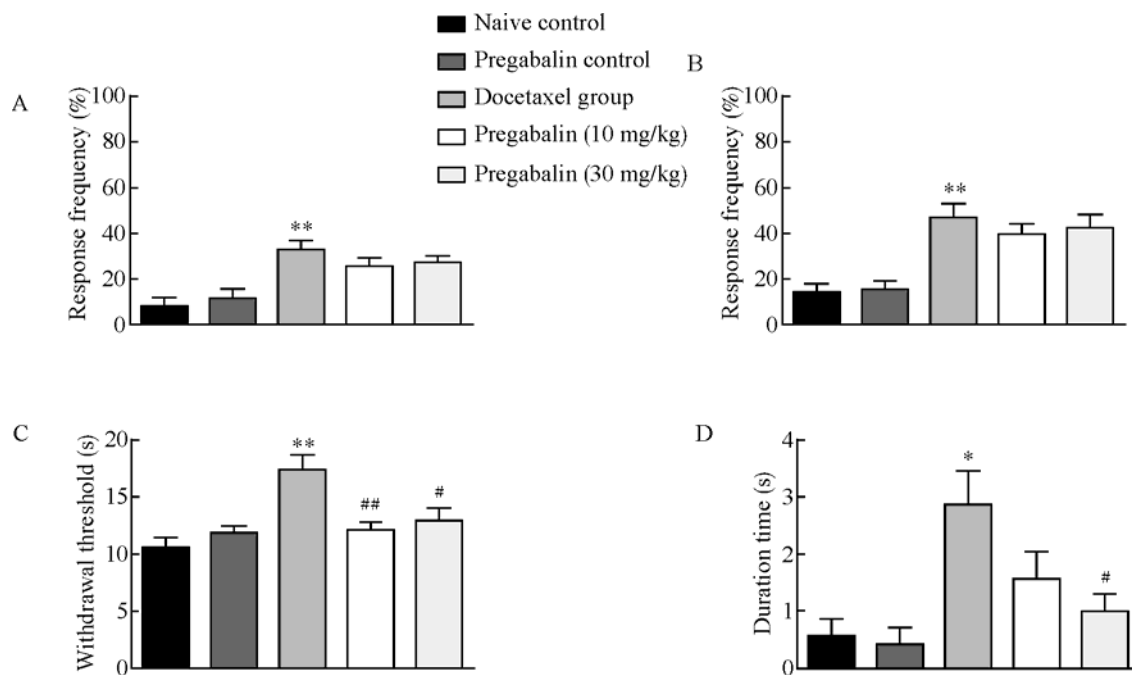 Naive control
Pregabalin control
Docetaxel group
Pregabalin (10 mg/kg)
Pregabalin (30 mg/kg)
A
Response frequency (%)
100
80
60
40
20
0
**
B
Response frequency (%)
100
80
60
40
20
0
**
C
Withdrawal threshold (s)
20
15
10
5
0
**
##
#
D
Duration time (s)
4
3
2
1
0
*
#